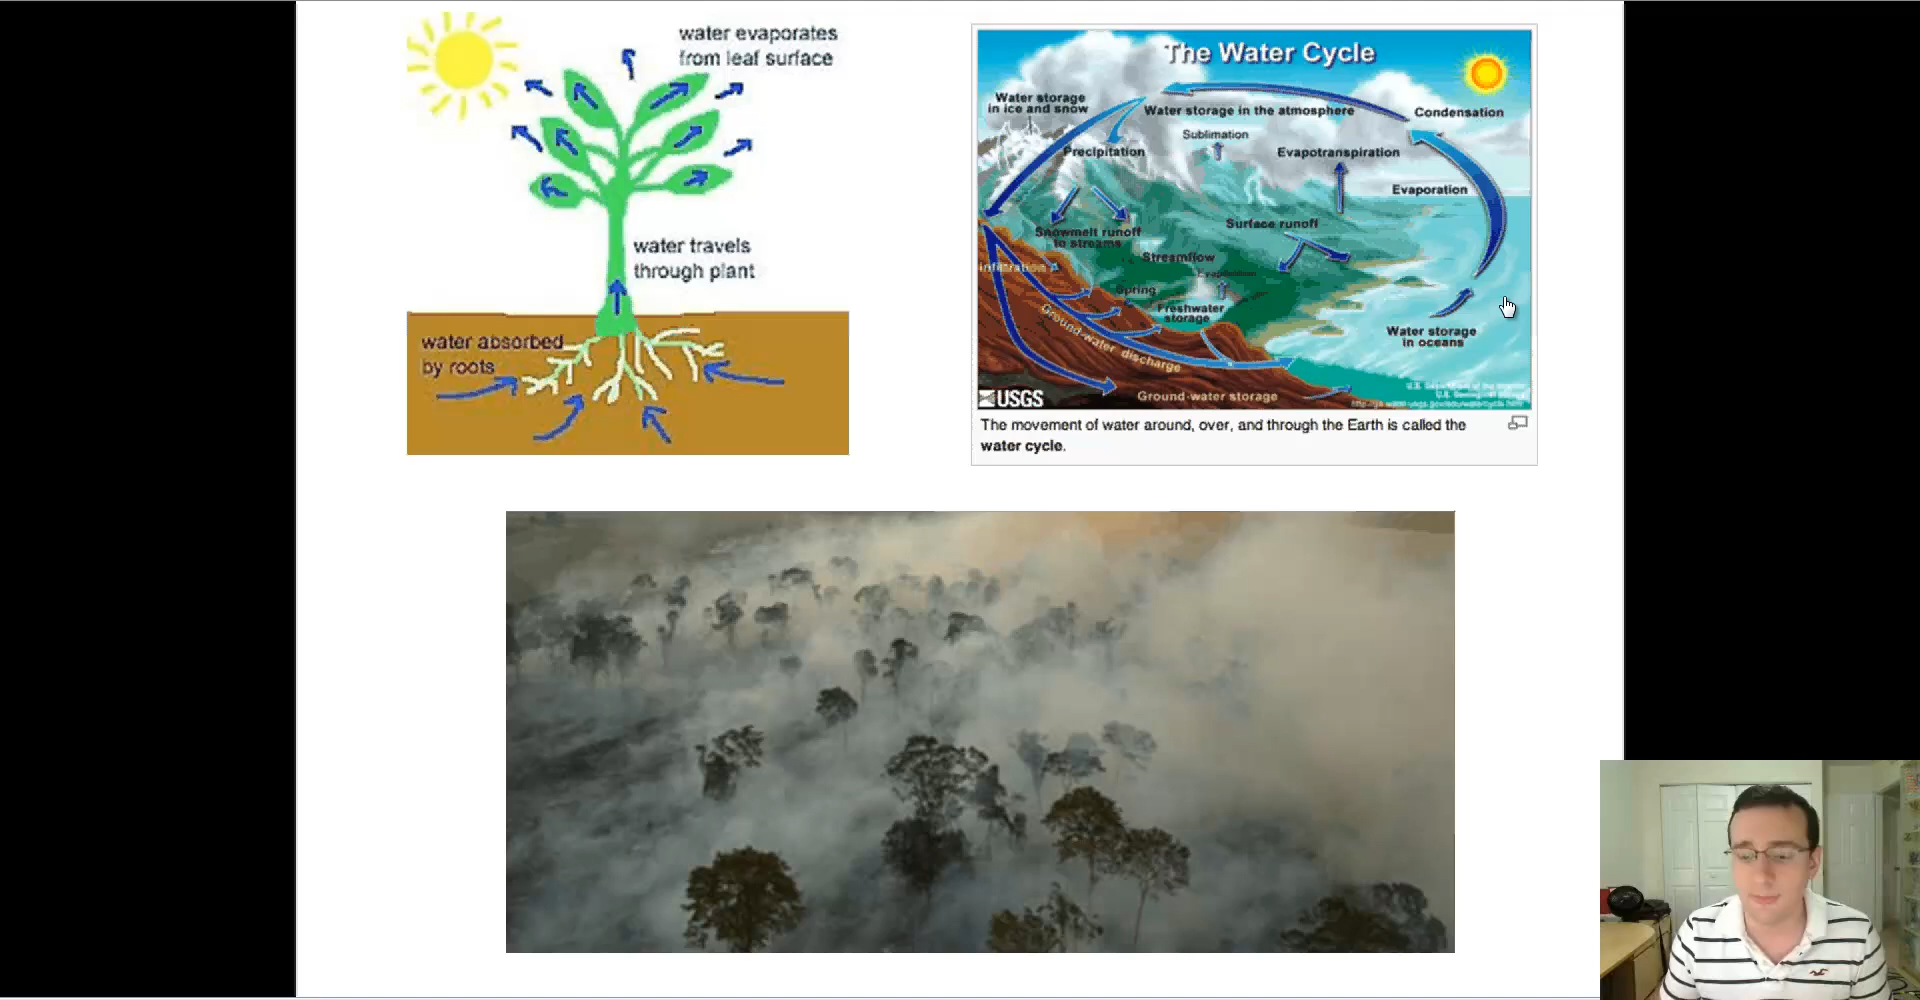 water evaporates
from leaf surface
water travels
through plant
water absorbed
by roots
The Water Cycle
Water storage
in ice and snow
Water storage in the atmosphere
Condensation
Sublimation
Precipitation
Evapotranspiration
Evaporation
Surface runoff
Snowmelt runoff
to streams
Streamflow
Infiltration
Evaporation
Spring
Freshwater
storage
Ground-water discharge
Water storage
in oceans
USGS
Ground-water storage
The movement of water around, over, and through the Earth is called the
water cycle.